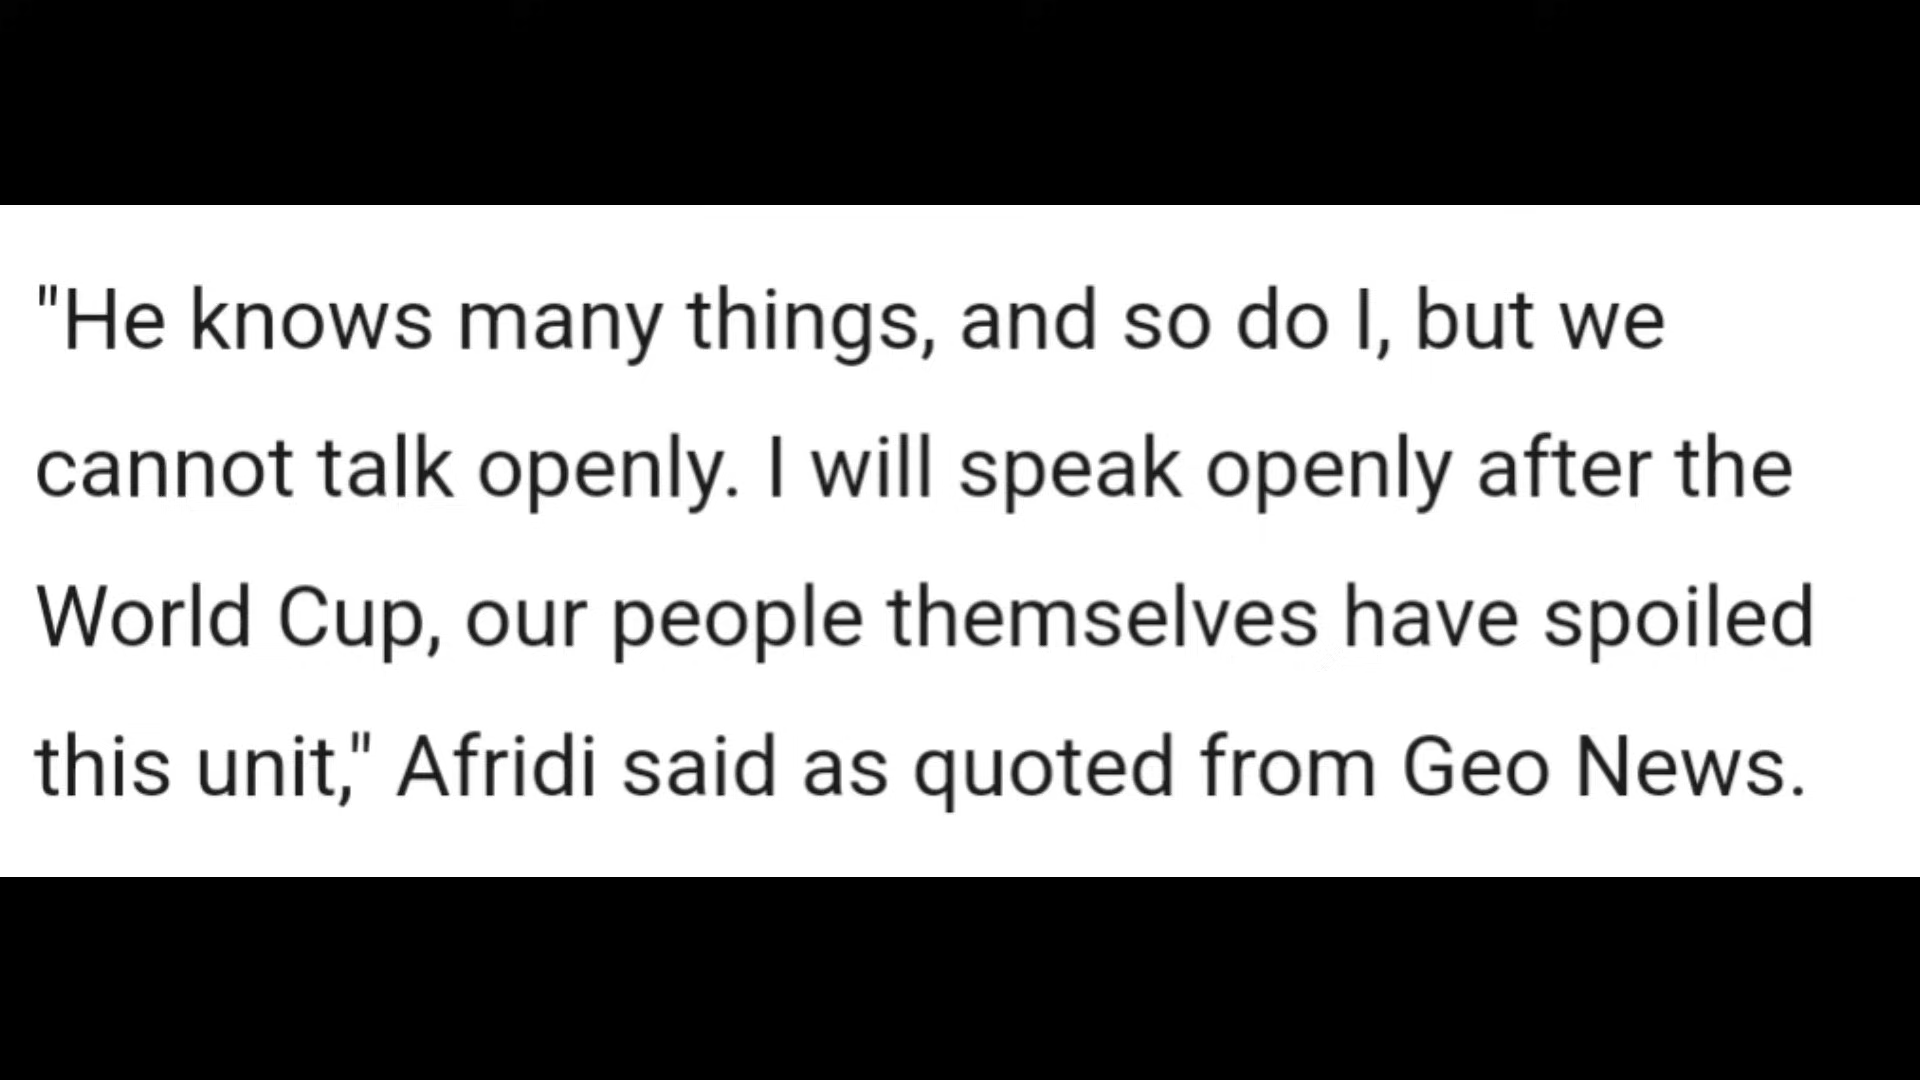 "He knows many things, and so do I, but we
cannot talk openly. I will speak openly after the
World Cup, our people themselves have spoiled
this unit," Afridi said as quoted from Geo News.